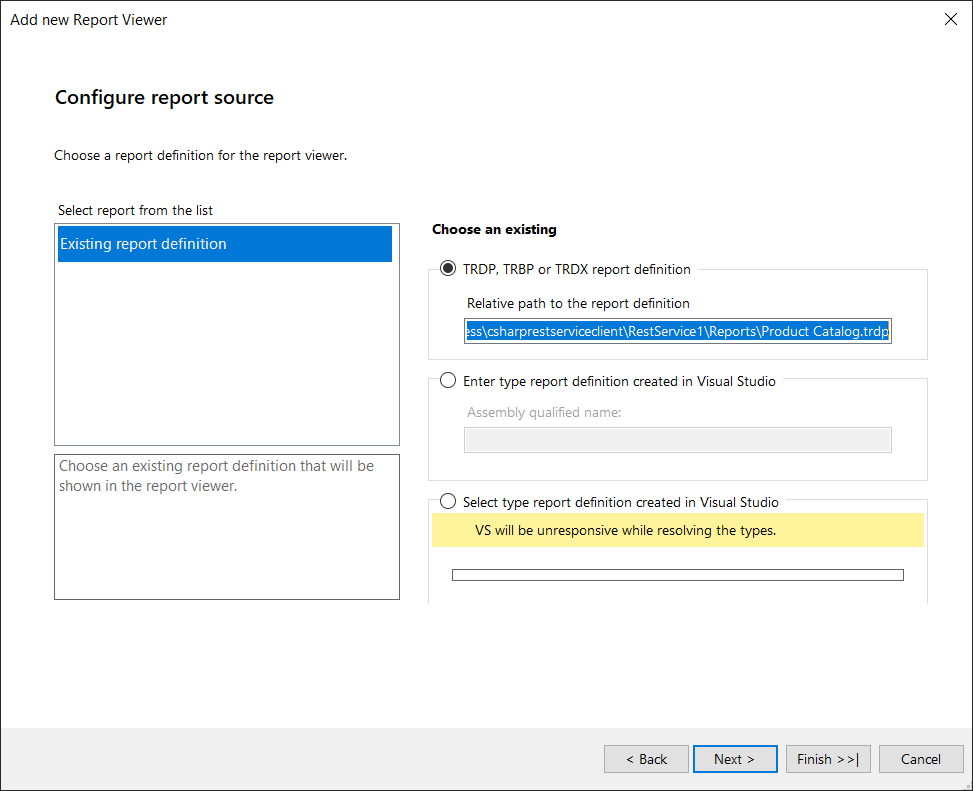 Add new Report Viewer
Configure report source
Choose a report definition for the report viewer.
Select report from the list
Existing report definition
Choose an existing report definition that will be
shown in the report viewer.
Choose an existing
TRDP, TRBP or TRDX report definition
Relative path to the report definition
ess\csharprestserviceclient\RestService1\Reports\Product Catalog.trdp
Enter type report definition created in Visual Studio
Assembly qualified name:
Select type report definition created in Visual Studio
VS will be unresponsive while resolving the types.
< Back
Next >
Finish >>|
Cancel